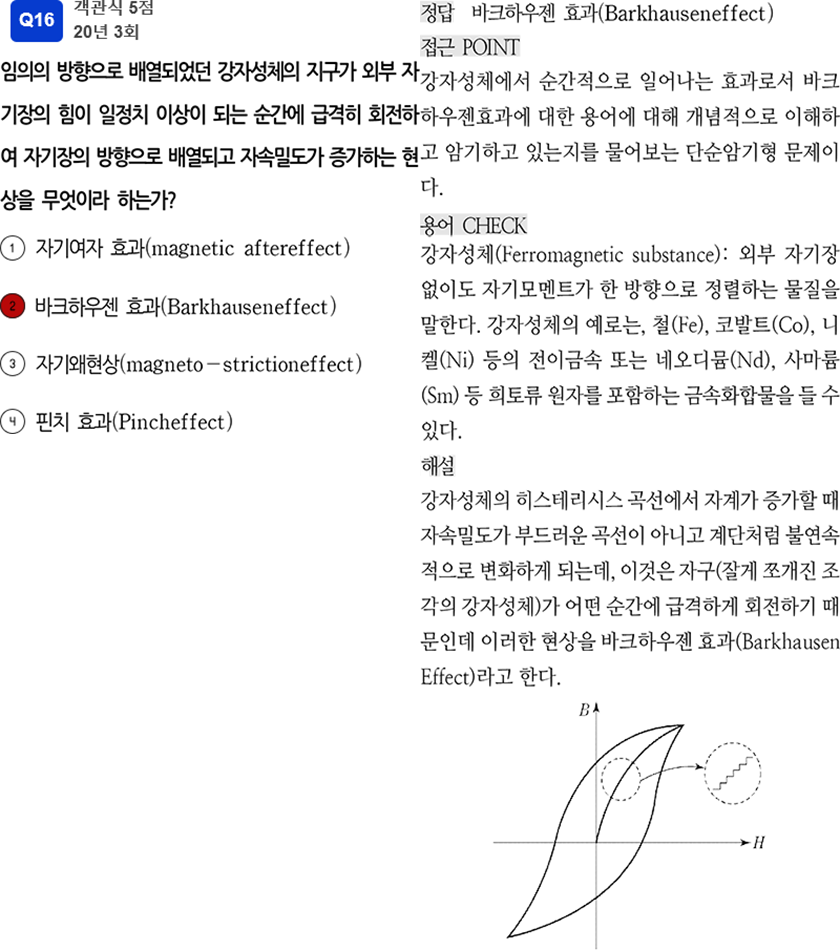 Q16
객관식 5점
20년 3회
임의의 방향으로 배열되었던 강자성체의 지구가 외부 자
기장의 힘이 일정치 이상이 되는 순간에 급격히 회전하
여 자기장의 방향으로 배열되고 자속밀도가 증가하는 현
상을 무엇이라 하는가?
① 자기여자 효과(magnetic aftereffect)
② 바크하우젠 효과(Barkhauseneffect)
③ 자기왜현상(magneto-strictioneffect)
④ 핀치 효과(Pincheffect)
정답 바크하우젠 효과(Barkhauseneffect)
접근 POINT
강자성체에서 순간적으로 일어나는 효과로서 바크
하우젠효과에 대한 용어에 대해 개념적으로 이해하
고 암기하고 있는지를 물어보는 단순암기형 문제이
다.
용어 CHECK
강자성체(Ferromagnetic substance): 외부 자기장
없이도 자기모멘트가 한 방향으로 정렬하는 물질을
말한다. 강자성체의 예로는, 철(Fe), 코발트(Co), 니
켈(Ni) 등의 전이금속 또는 네오디뮴(Nd), 사마륨
(Sm) 등 희토류 원자를 포함하는 금속화합물을 들 수
있다.
해설
강자성체의 히스테리시스 곡선에서 자계가 증가할 때
자속밀도가 부드러운 곡선이 아니고 계단처럼 불연속
적으로 변화하게 되는데, 이것은 자구(잘게 쪼개진 조
각의 강자성체)가 어떤 순간에 급격하게 회전하기 때
문인데 이러한 현상을 바크하우젠 효과(Barkhausen
Effect)라고 한다.
B
H